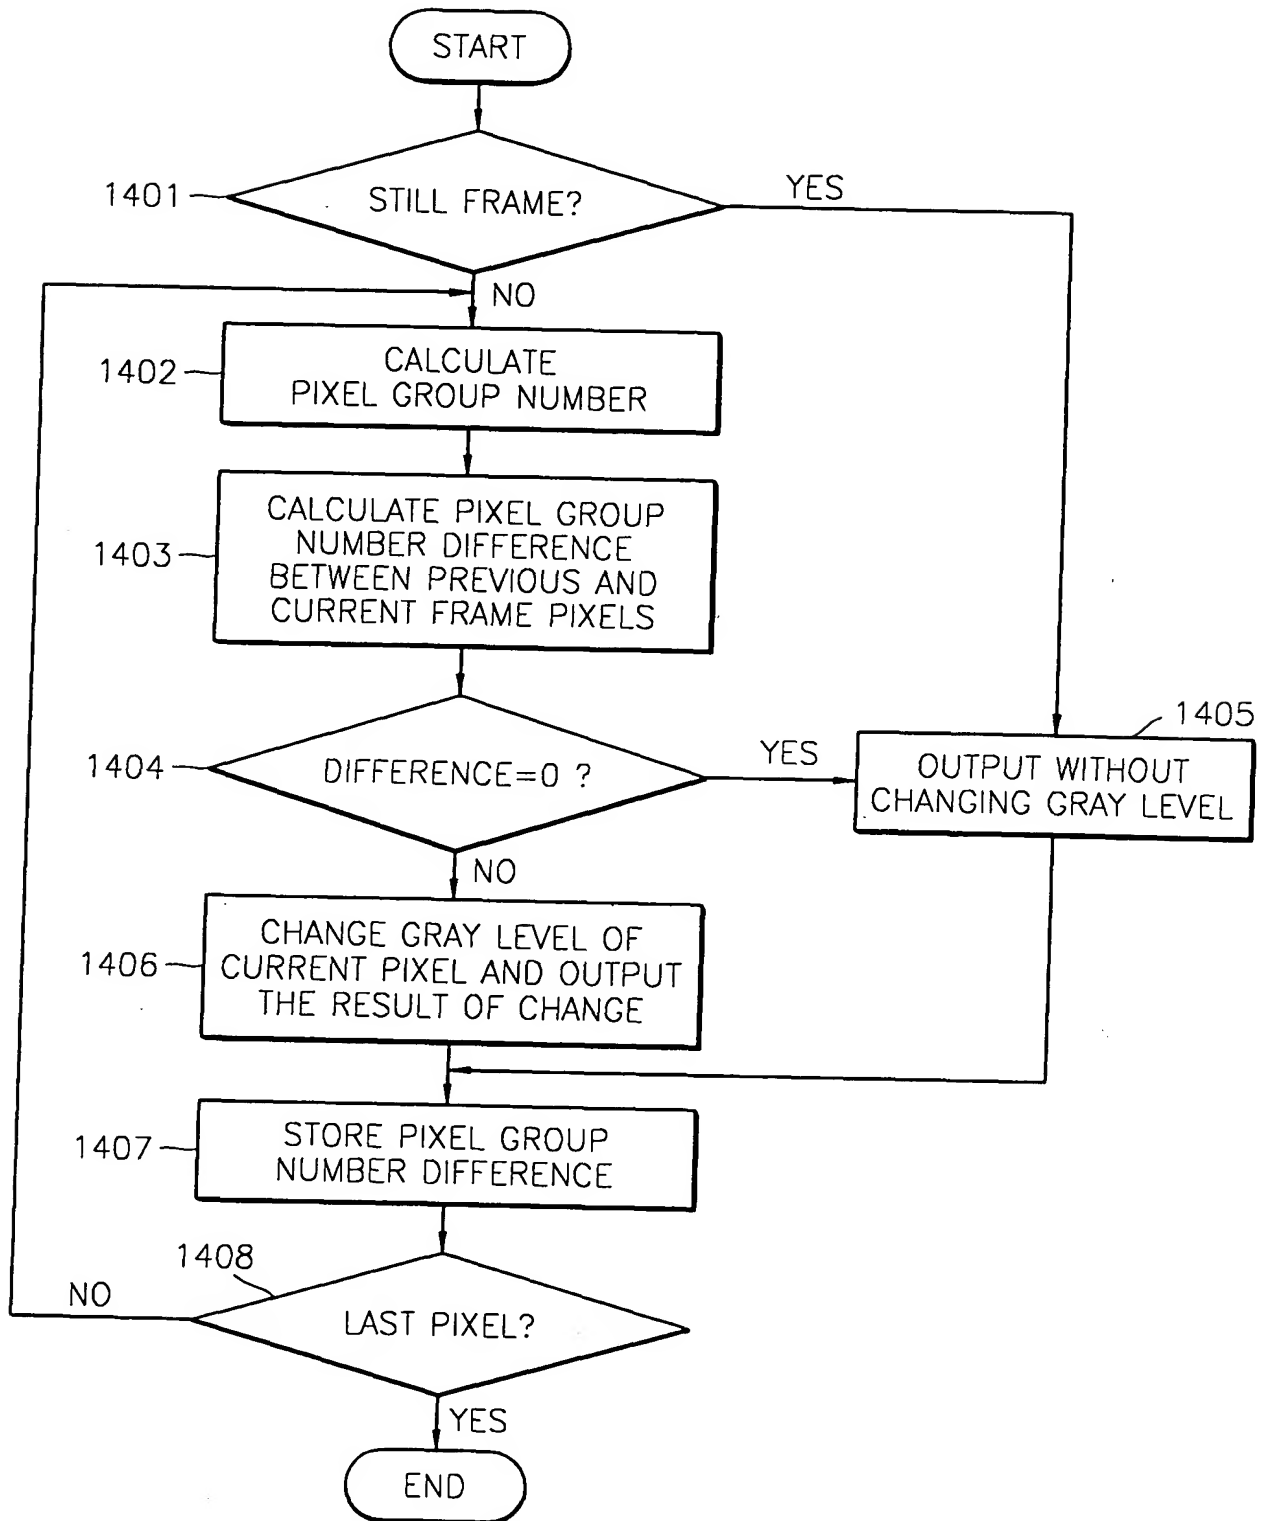 START
1401
STILL FRAME?
YES
NO
1402
CALCULATE
PIXEL GROUP NUMBER
1403
CALCULATE PIXEL GROUP
NUMBER DIFFERENCE
BETWEEN PREVIOUS AND
CURRENT FRAME PIXELS
1404
DIFFERENCE=0 ?
YES
1405
OUTPUT WITHOUT
CHANGING GRAY LEVEL
NO
1406
CHANGE GRAY LEVEL OF
CURRENT PIXEL AND OUTPUT
THE RESULT OF CHANGE
1407
STORE PIXEL GROUP
NUMBER DIFFERENCE
1408
NO
LAST PIXEL?
YES
END